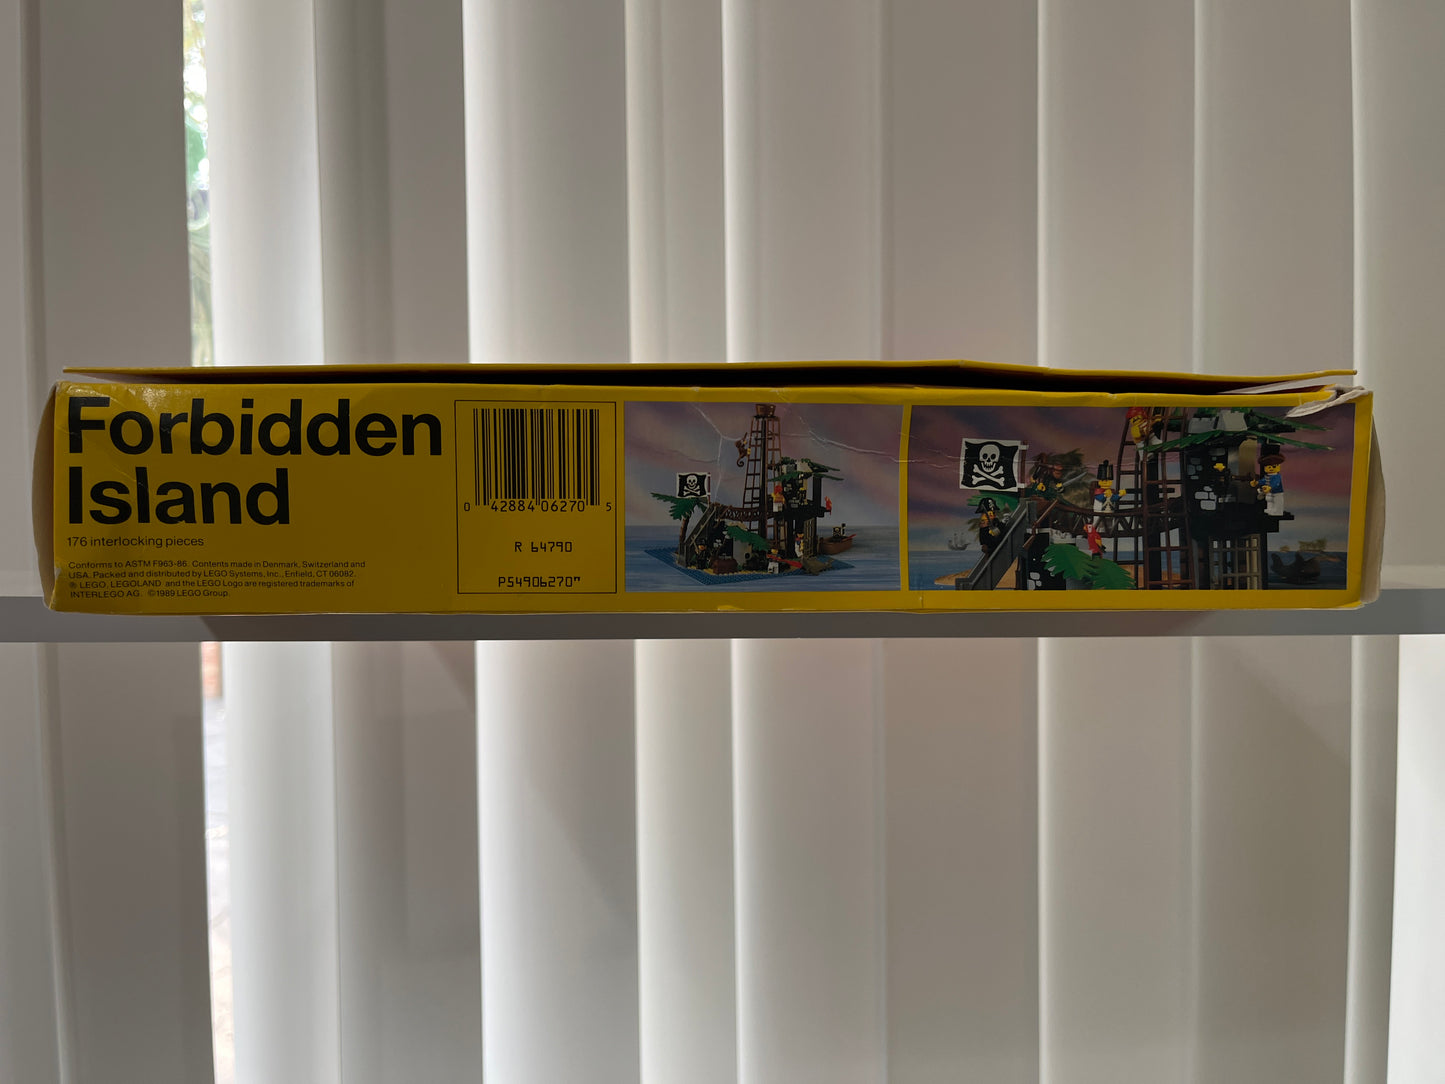 Forbidden
Island
176 interlocking pieces
Conforms to ASTM F963-86. Contents made in Denmark, Switzerland and
USA. Packed and distributed by LEGO Systems, Inc., Enfield, CT 06082.
® LEGO, LEGOLAND and the LEGO Logo are registered trademarks of
INTERLEGO AG. ©1989 LEGO Group.
0 42884 06270 5
R 64790
P54906270"